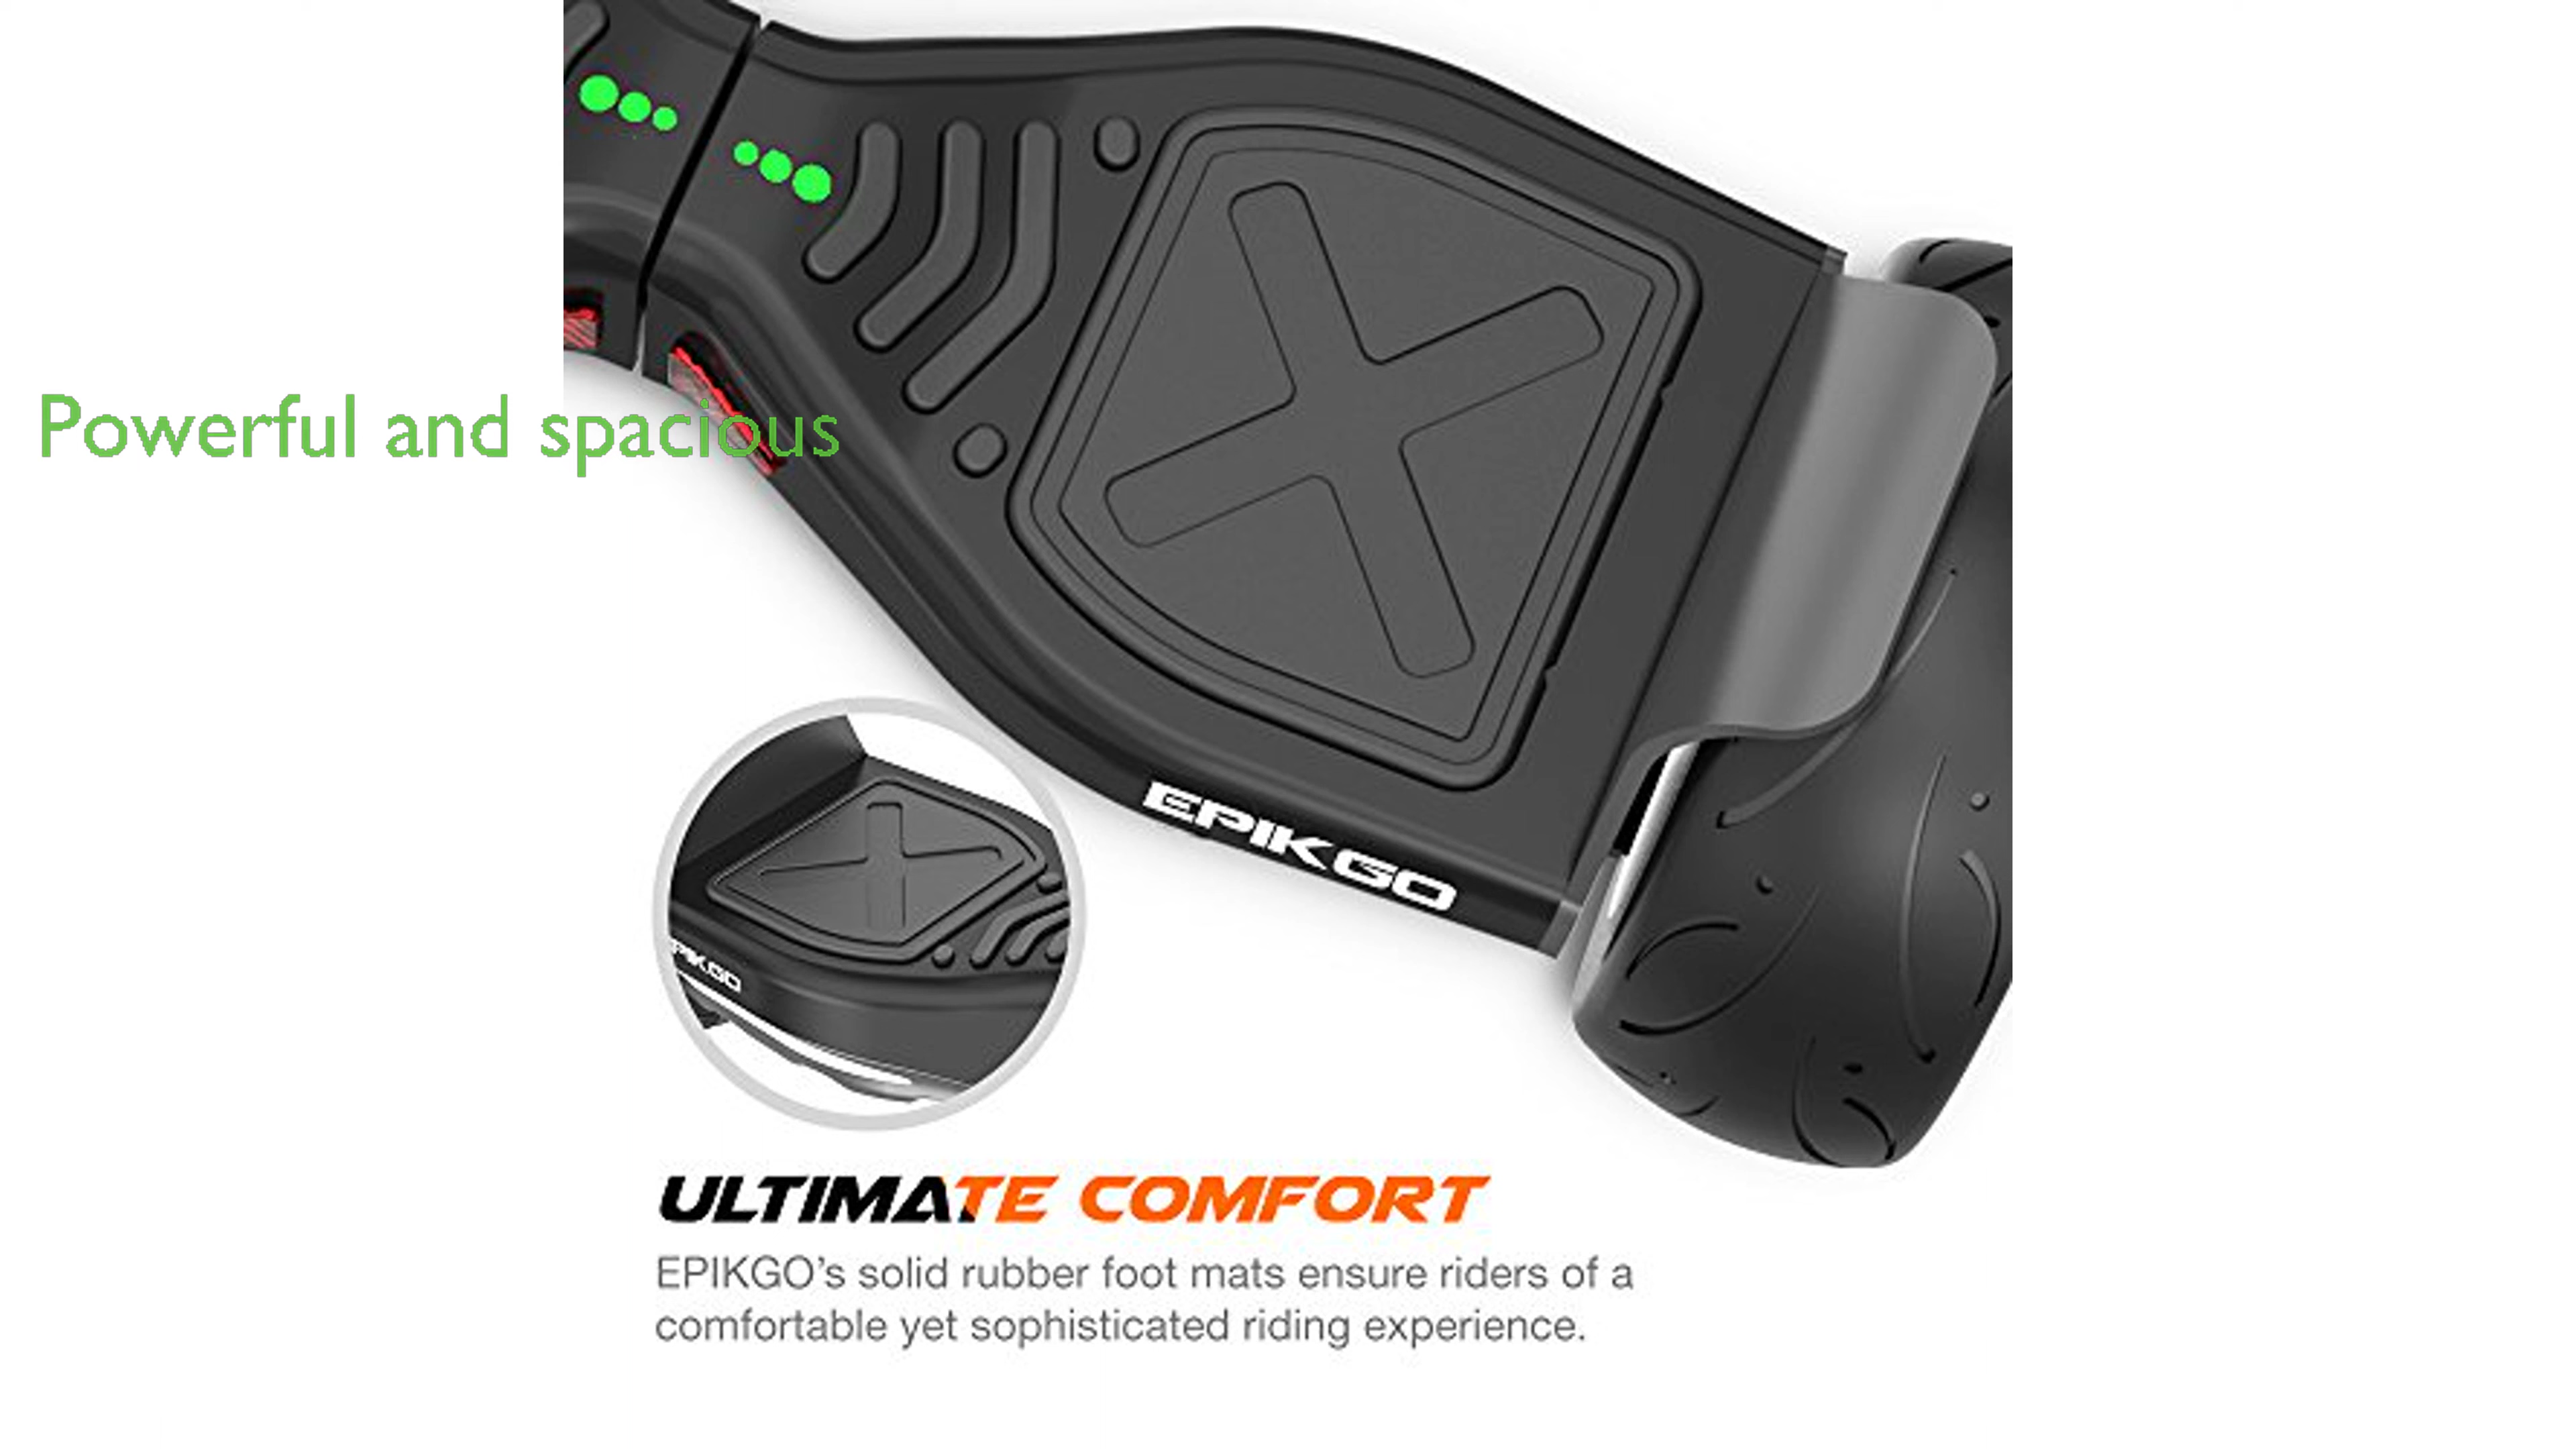 Powerful and spacious
EPIKGO
PIKGO
ULTIMATE COMFORT
EPIKGO's solid rubber foot mats ensure riders of a
comfortable yet sophisticated riding experience.